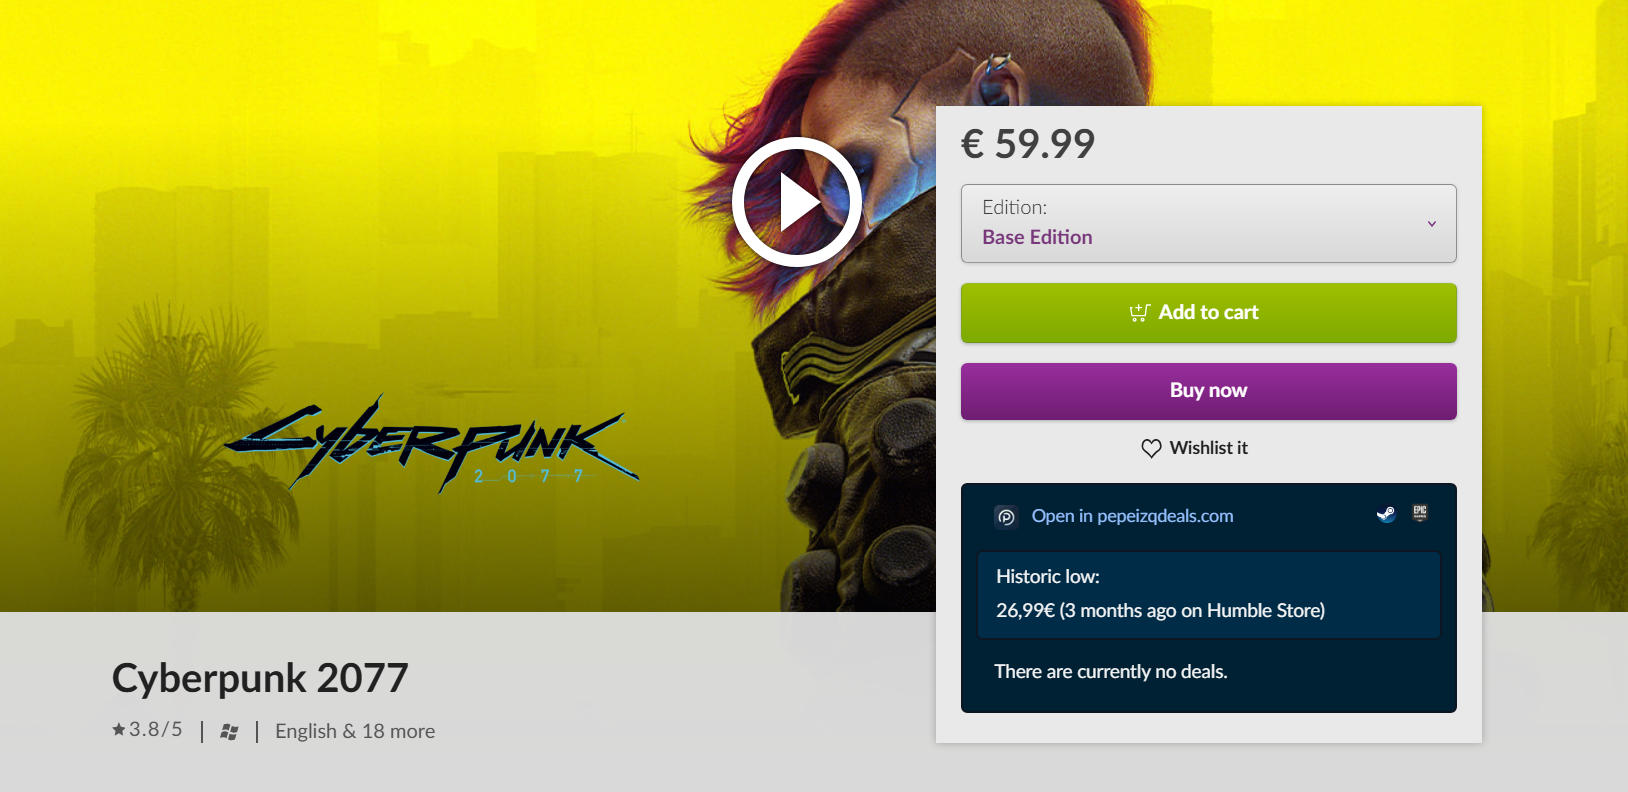 CYBERPUNK
2077
€ 59.99
Edition:
Base Edition
Add to cart
Buy now
Wishlist it
Open in pepeizqdeals.com
EPIC
GAMES
Historic low:
26,99€ (3 months ago on Humble Store)
There are currently no deals.
Cyberpunk 2077
3.8/5 | | English & 18 more